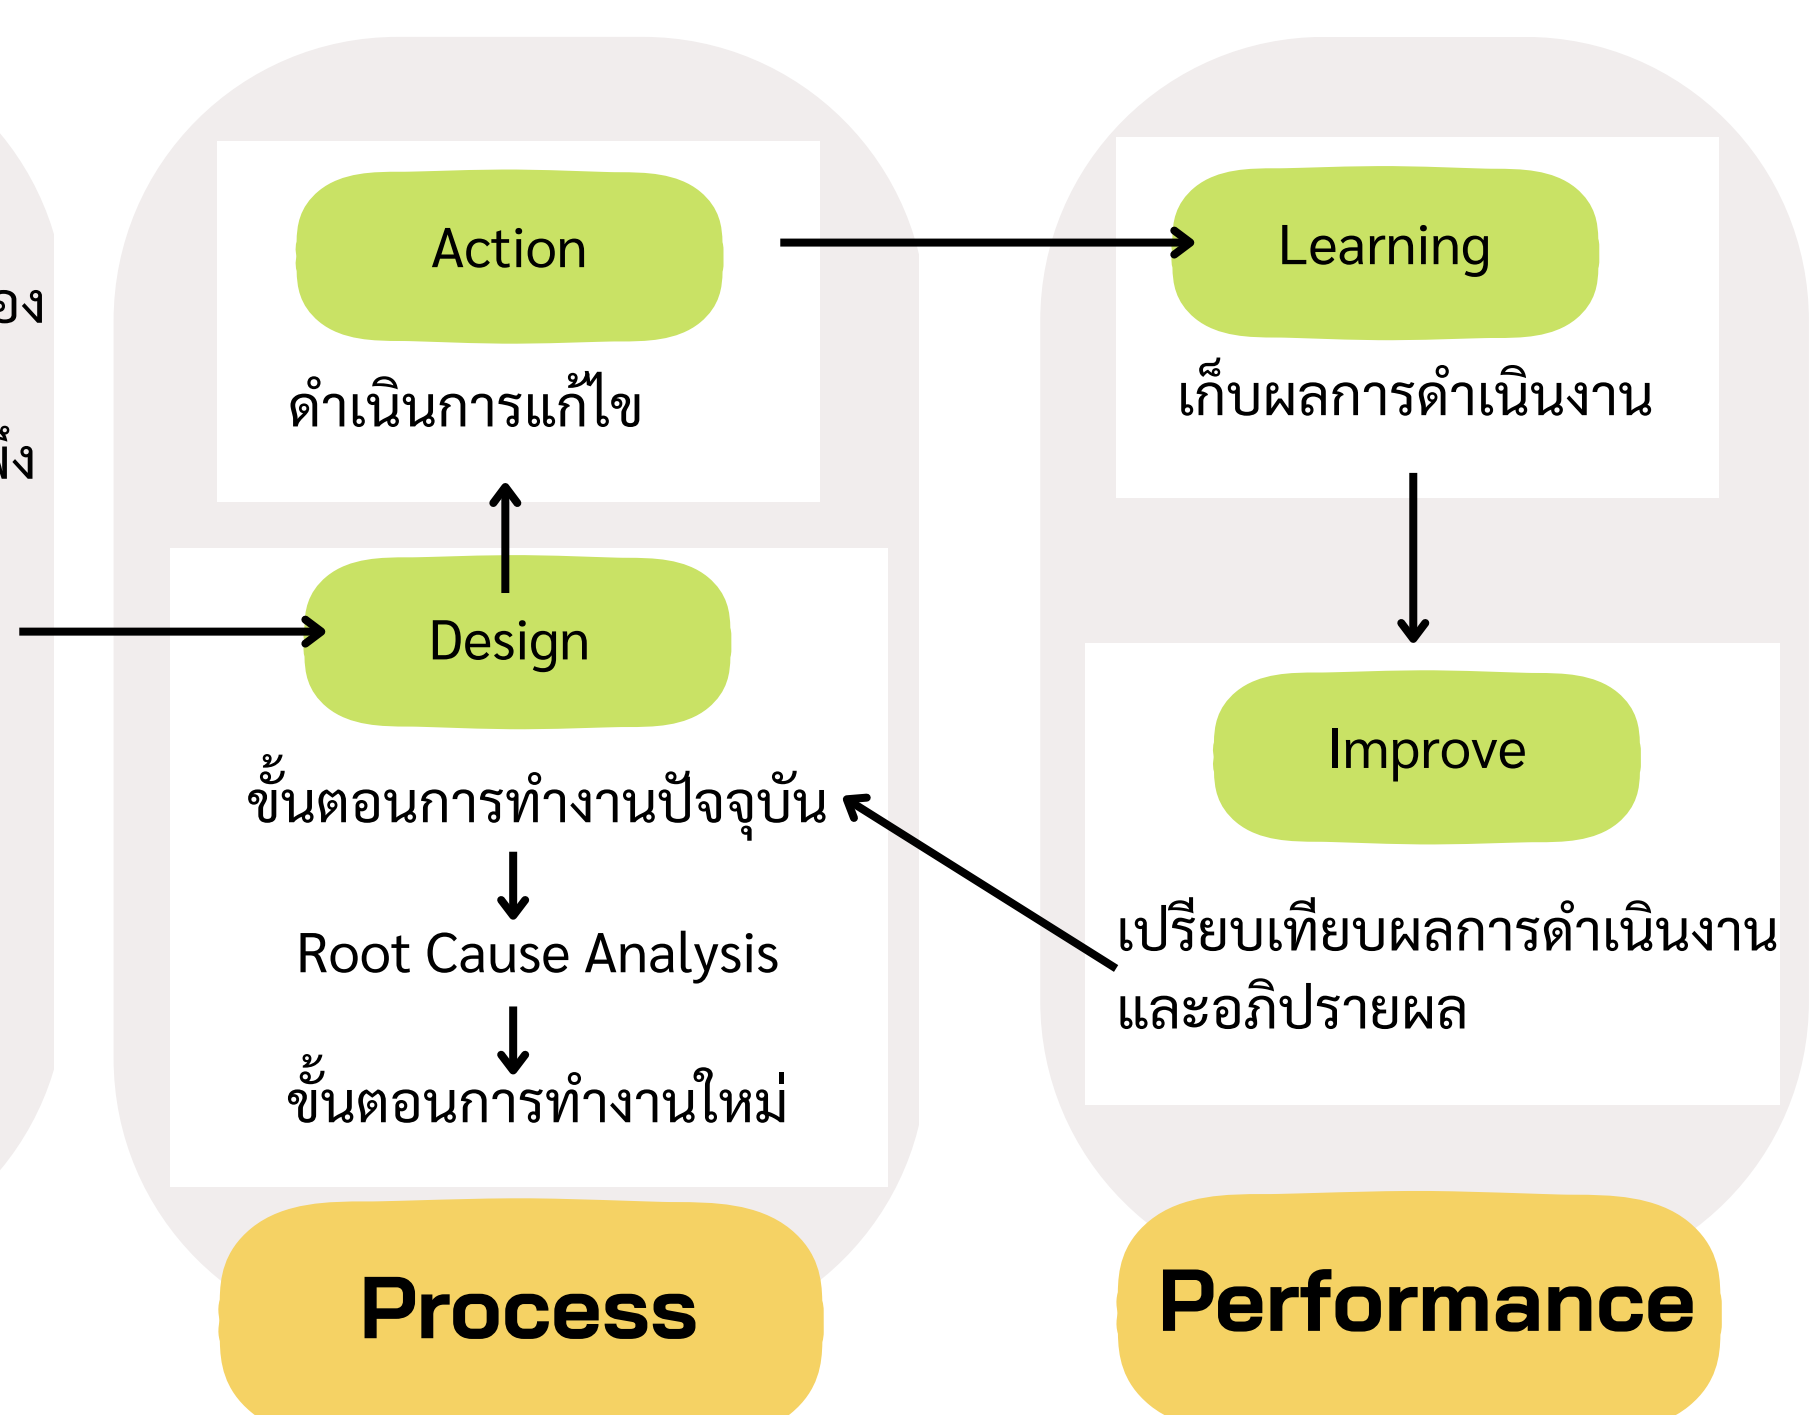 Action
ดำเนินการแก้ไข
Design
ขั้นตอนการทำงานปัจจุบัน
Root Cause Analysis
ขั้นตอนการทำงานใหม่
Process
Learning
เก็บผลการดำเนินงาน
Improve
เปรียบเทียบผลการดำเนินงาน
และอภิปรายผล
Performance